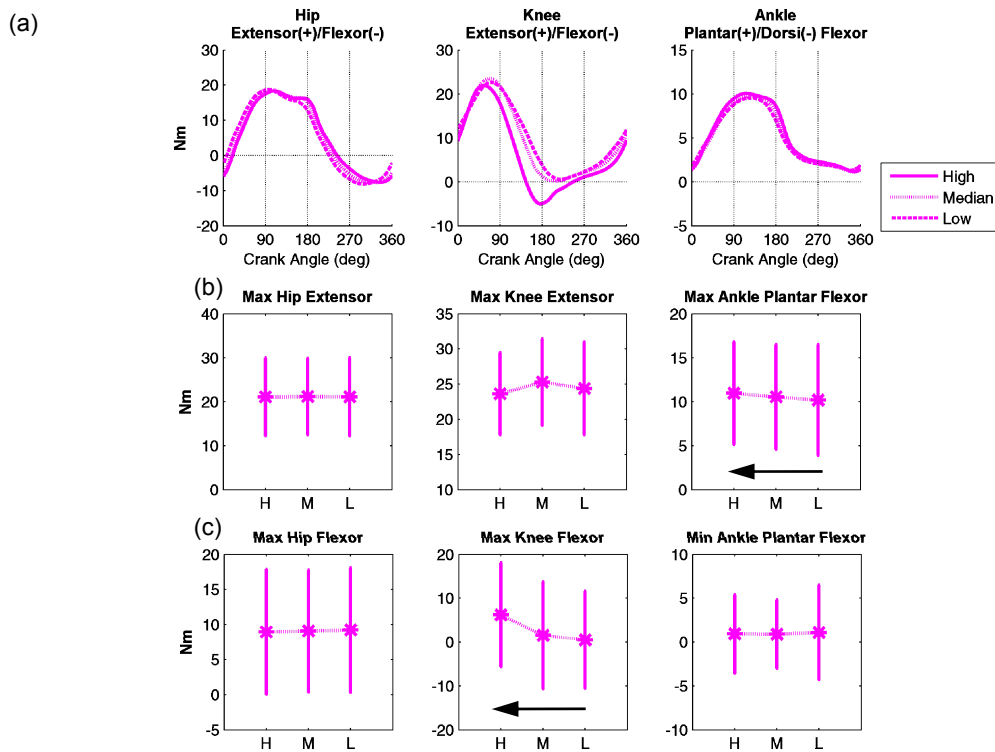 (a)
Hip
Extensor(+)/Flexor(-)
Knee
Extensor(+)/Flexor(-)
Ankle
Plantar(+)/Dorsi(-) Flexor
Nm
30
20
10
0
-10
-20
0 90 180 270 360
Crank Angle (deg)
30
20
10
0
-10
0 90 180 270 360
Crank Angle (deg)
15
10
5
0
-5
0 90 180 270 360
Crank Angle (deg)
High
Median
Low
(b)
Max Hip Extensor
Nm
40
30
20
10
0
H M L
Max Knee Extensor
35
30
25
20
15
10
H M L
Max Ankle Plantar Flexor
20
15
10
5
0
H M L
(c)
Max Hip Flexor
Nm
20
15
10
5
0
-5
H M L
Max Knee Flexor
20
10
0
-10
-20
H M L
Min Ankle Plantar Flexor
10
5
0
-5
-10
H M L